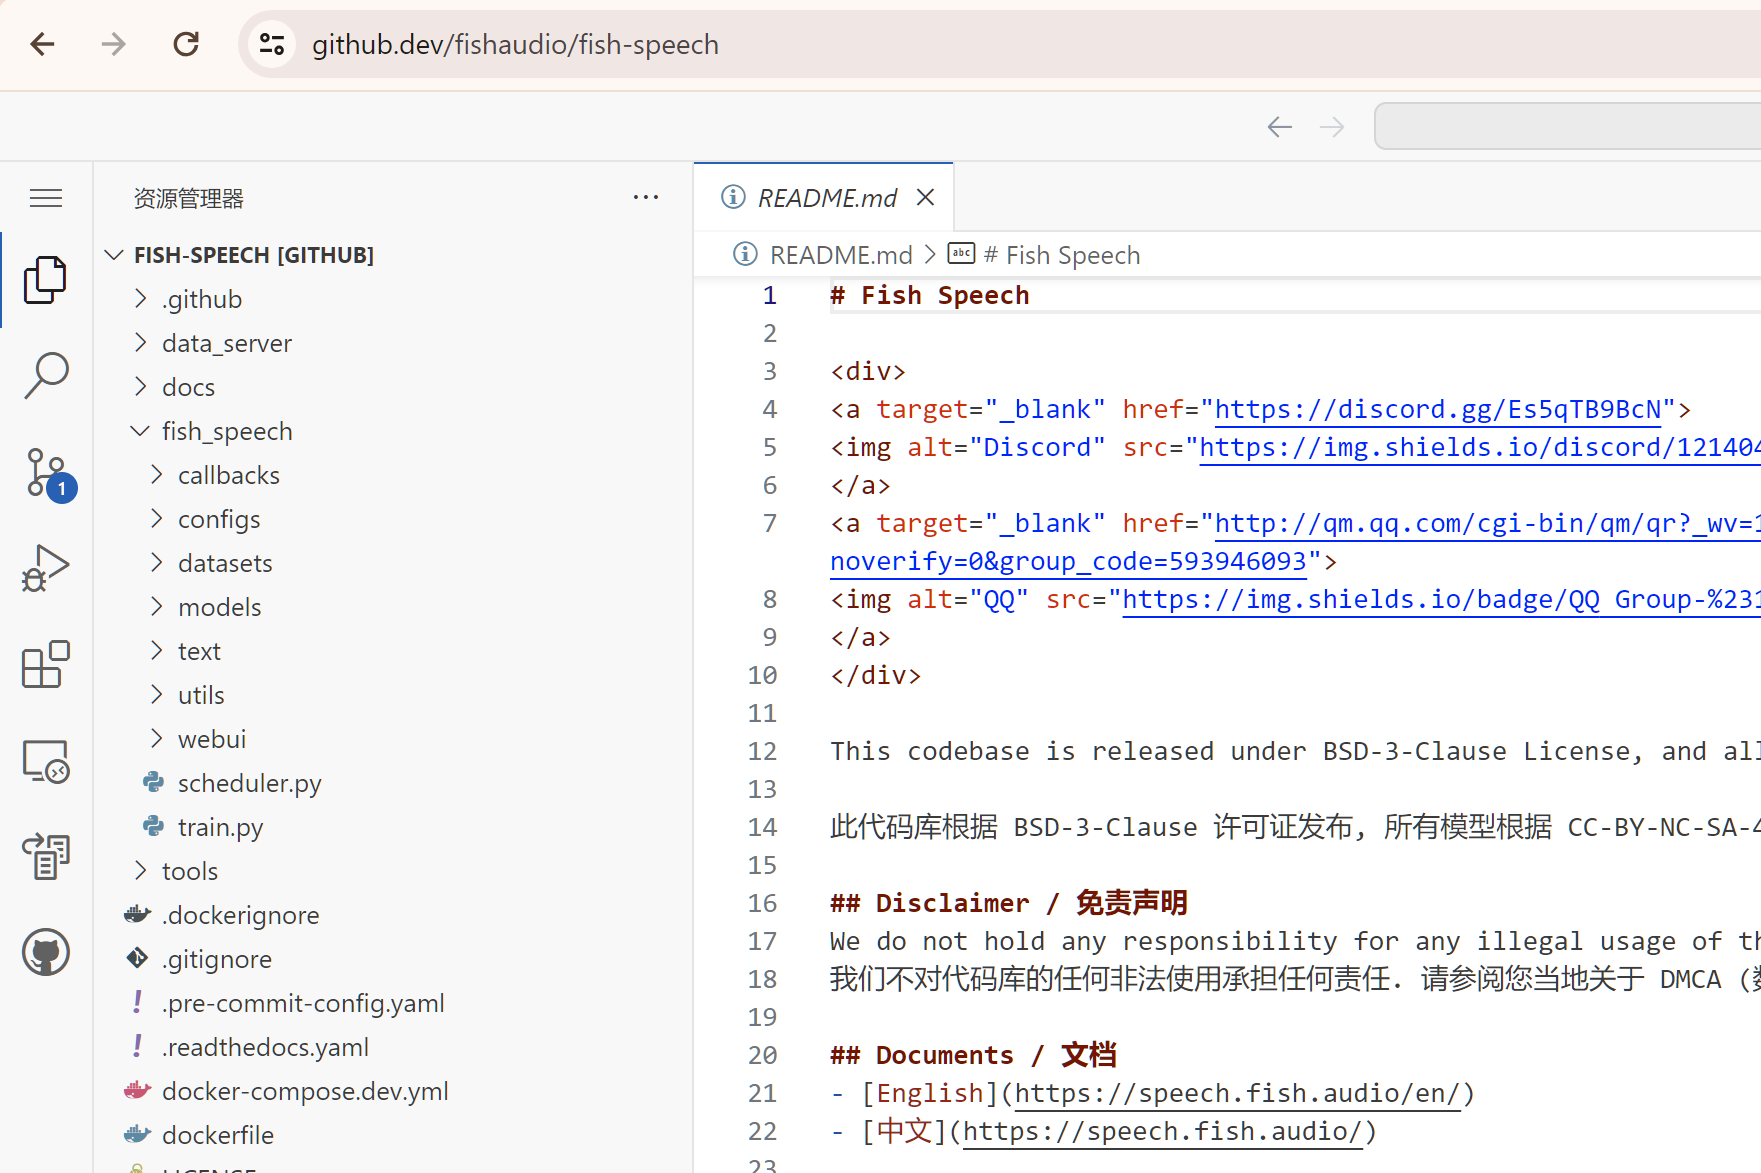 github.dev/fishaudio/fish-speech
资源管理器
README.md
FISH-SPEECH [GITHUB]
README.md > abc # Fish Speech
.github
data_server
docs
fish_speech
callbacks
configs
datasets
models
text
utils
webui
scheduler.py
train.py
tools
.dockerignore
.gitignore
.pre-commit-config.yaml
.readthedocs.yaml
docker-compose.dev.yml
dockerfile
LICENSE
1
1 # Fish Speech
2
3 <div>
4 <a target="_blank" href="https://discord.gg/Es5qTB9BcN">
5 <img alt="Discord" src="https://img.shields.io/discord/121404
6 </a>
7 <a target="_blank" href="http://qm.qq.com/cgi-bin/qm/qr?_wv=1
noverify=0&group_code=593946093">
8 <img alt="QQ" src="https://img.shields.io/badge/QQ Group-%231
9 </a>
10 </div>
11
12 This codebase is released under BSD-3-Clause License, and all
13
14 此代码库根据 BSD-3-Clause 许可证发布, 所有模型根据 CC-BY-NC-SA-4
15
16 ## Disclaimer / 免责声明
17 We do not hold any responsibility for any illegal usage of th
18 我们不对代码库的任何非法使用承担任何责任. 请参阅您当地关于 DMCA (数
19
20 ## Documents / 文档
21 - [English](https://speech.fish.audio/en/)
22 - [中文](https://speech.fish.audio/)
23